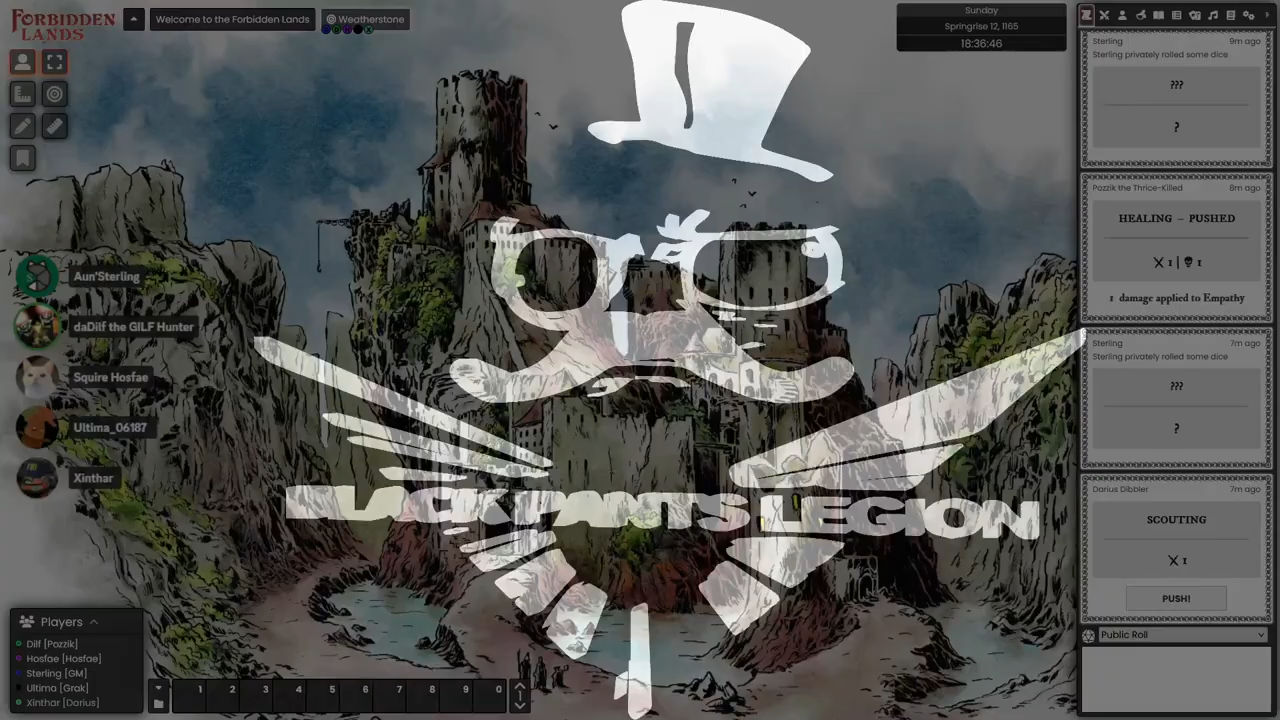 FORBIDDEN
LANDS
Welcome to the Forbidden Lands
Weatherstone
Sunday
Springrise 12, 1165
18:36:46
Sterling 9m ago
Sterling privately rolled some dice
???
?
Pozzik the Thrice-Killed 8m ago
HEALING – PUSHED
1 | 1
1 damage applied to Empathy
Sterling 7m ago
Sterling privately rolled some dice
???
?
Darius Dibbler 7m ago
SCOUTING
1
PUSH!
Public Roll
Aun'Sterling
daDilf the GILF Hunter
Squire Hosfae
Ultima_06187
Xinthar
BLACK PANTS LEGION
Players
Dilf [Pozzik]
Hosfae [Hosfae]
Sterling [GM]
Ultima [Grak]
Xinthar [Darius]
1 2 3 4 5 6 7 8 9 0
1